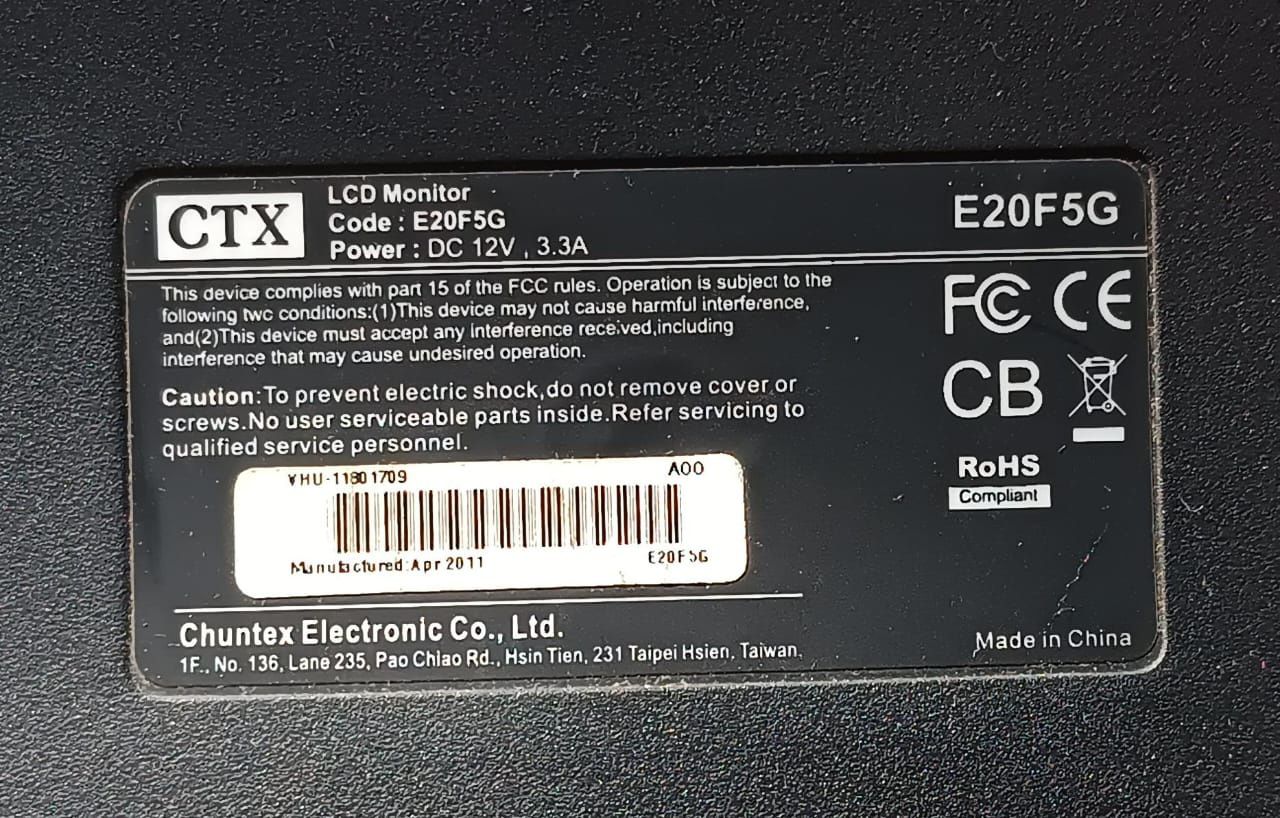 CTX
LCD Monitor
Code : E20F5G
Power : DC 12V , 3.3A
E20F5G
This device complies with part 15 of the FCC rules. Operation is subject to the
following two conditions:(1)This device may not cause harmful interference,
and(2)This device must accept any interference received,including
interference that may cause undesired operation.
Caution:To prevent electric shock,do not remove cover or
screws.No user serviceable parts inside.Refer servicing to
qualified service personnel.
FCC CE
CB
RoHS
Compliant
A00
Manufactured:Apr 2011
E20F5G
Chuntex Electronic Co., Ltd.
1F., No. 136, Lane 235, Pao Chiao Rd., Hsin Tien, 231 Taipei Hsien, Taiwan.
Made in China